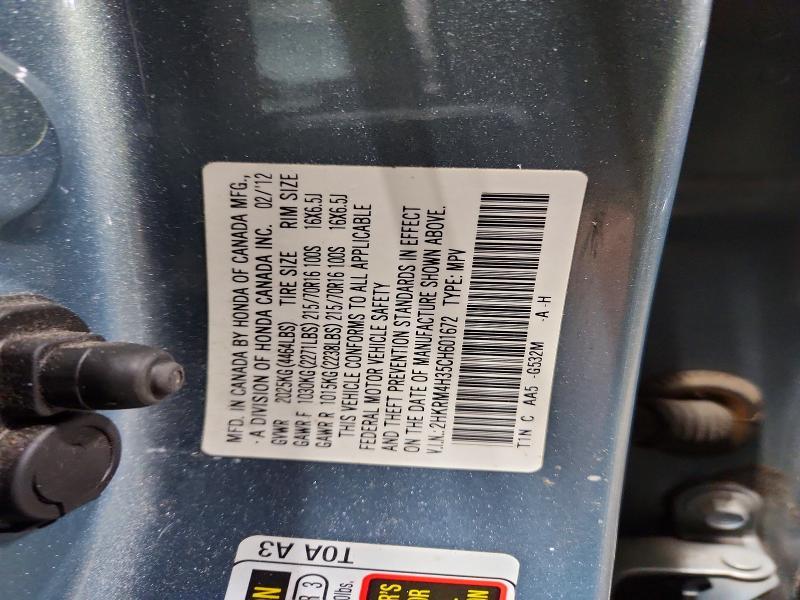 MFD. IN CANADA BY HONDA OF CANADA MFG.,
·A DIVISION OF HONDA CANADA INC. 02/'12
GVWR 2025KG(4464LBS) TIRE SIZE RIM SIZE
GAWR F 1030KG(2271LBS) 215/70R16 100S 16X6.5J
GAWR R 1015KG(2238LBS) 215/70R16 100S 16X6.5J
THIS VEHICLE CONFORMS TO ALL APPLICABLE
FEDERAL MOTOR VEHICLE SAFETY
AND THEFT PREVENTION STANDARDS IN EFFECT
ON THE DATE OF MANUFACTURE SHOWN ABOVE.
V.I.N.:2HKRM4H35CH601672 TYPE: MPV
T1N C AA5 -G532M -A -H
T0A A3